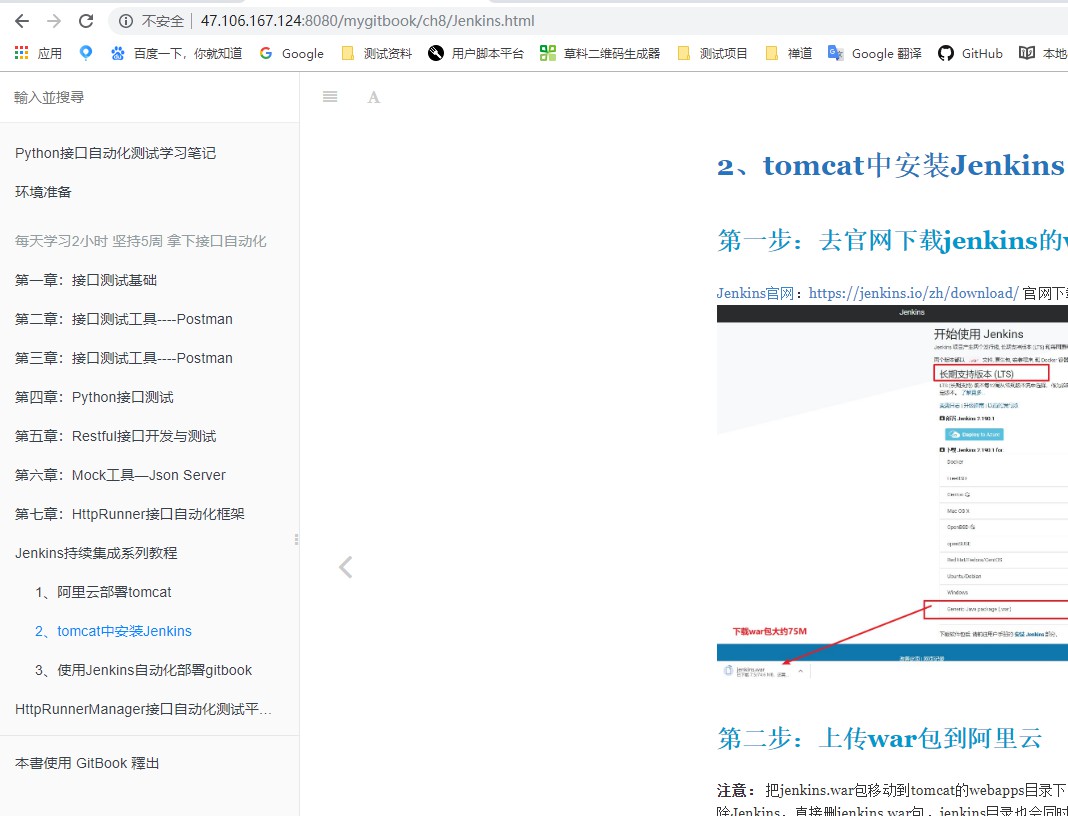 不安全 47.106.167.124:8080/mygitbook/ch8/Jenkins.html
应用 百度一下，你就知道 Google 测试资料 用户脚本平台 草料二维码生成器 测试项目 禅道 Google 翻译 GitHub 本地
輸入並搜尋
A
Python接口自动化测试学习笔记
环境准备
每天学习2小时 坚持5周 拿下接口自动化
第一章：接口测试基础
第二章：接口测试工具----Postman
第三章：接口测试工具----Postman
第四章：Python接口测试
第五章：Restful接口开发与测试
第六章：Mock工具—Json Server
第七章：HttpRunner接口自动化框架
Jenkins持续集成系列教程
1、阿里云部署tomcat
2、tomcat中安装Jenkins
3、使用Jenkins自动化部署gitbook
HttpRunnerManager接口自动化测试平…
本書使用 GitBook 釋出
2、tomcat中安装Jenkins
第一步：去官网下载jenkins的w
Jenkins官网：https://jenkins.io/zh/download/ 官网下载
Jenkins
开始使用 Jenkins
长期支持版本 (LTS)
部署 Jenkins 2.190.1
Deploy to Azure
下载 Jenkins 2.190.1 for:
Docker
FreeBSD
Gentoo
Mac OS X
OpenBSD
openSUSE
Red Hat/Fedora/CentOS
Ubuntu/Debian
Windows
Generic Java package (.war)
下载war包大约75M
jenkins.war
第二步：上传war包到阿里云
注意：把jenkins.war包移动到tomcat的webapps目录下
除Jenkins，直接删jenkins.war包，jenkins目录也会同时